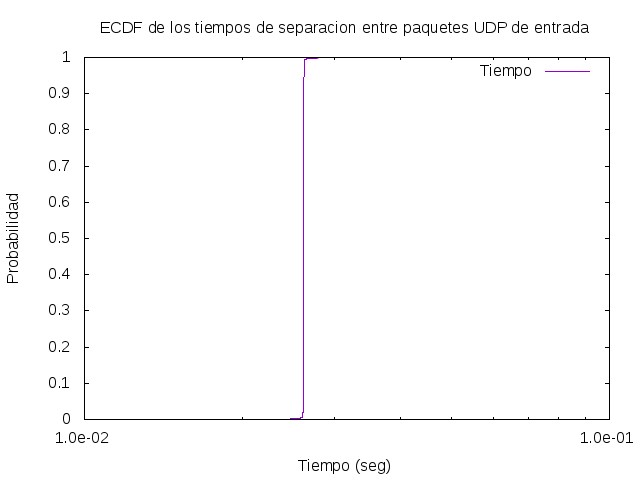 ECDF de los tiempos de separacion entre paquetes UDP de entrada
Tiempo
1
0.9
0.8
0.7
0.6
0.5
0.4
0.3
0.2
0.1
0
Probabilidad
1.0e-02
1.0e-01
Tiempo (seg)